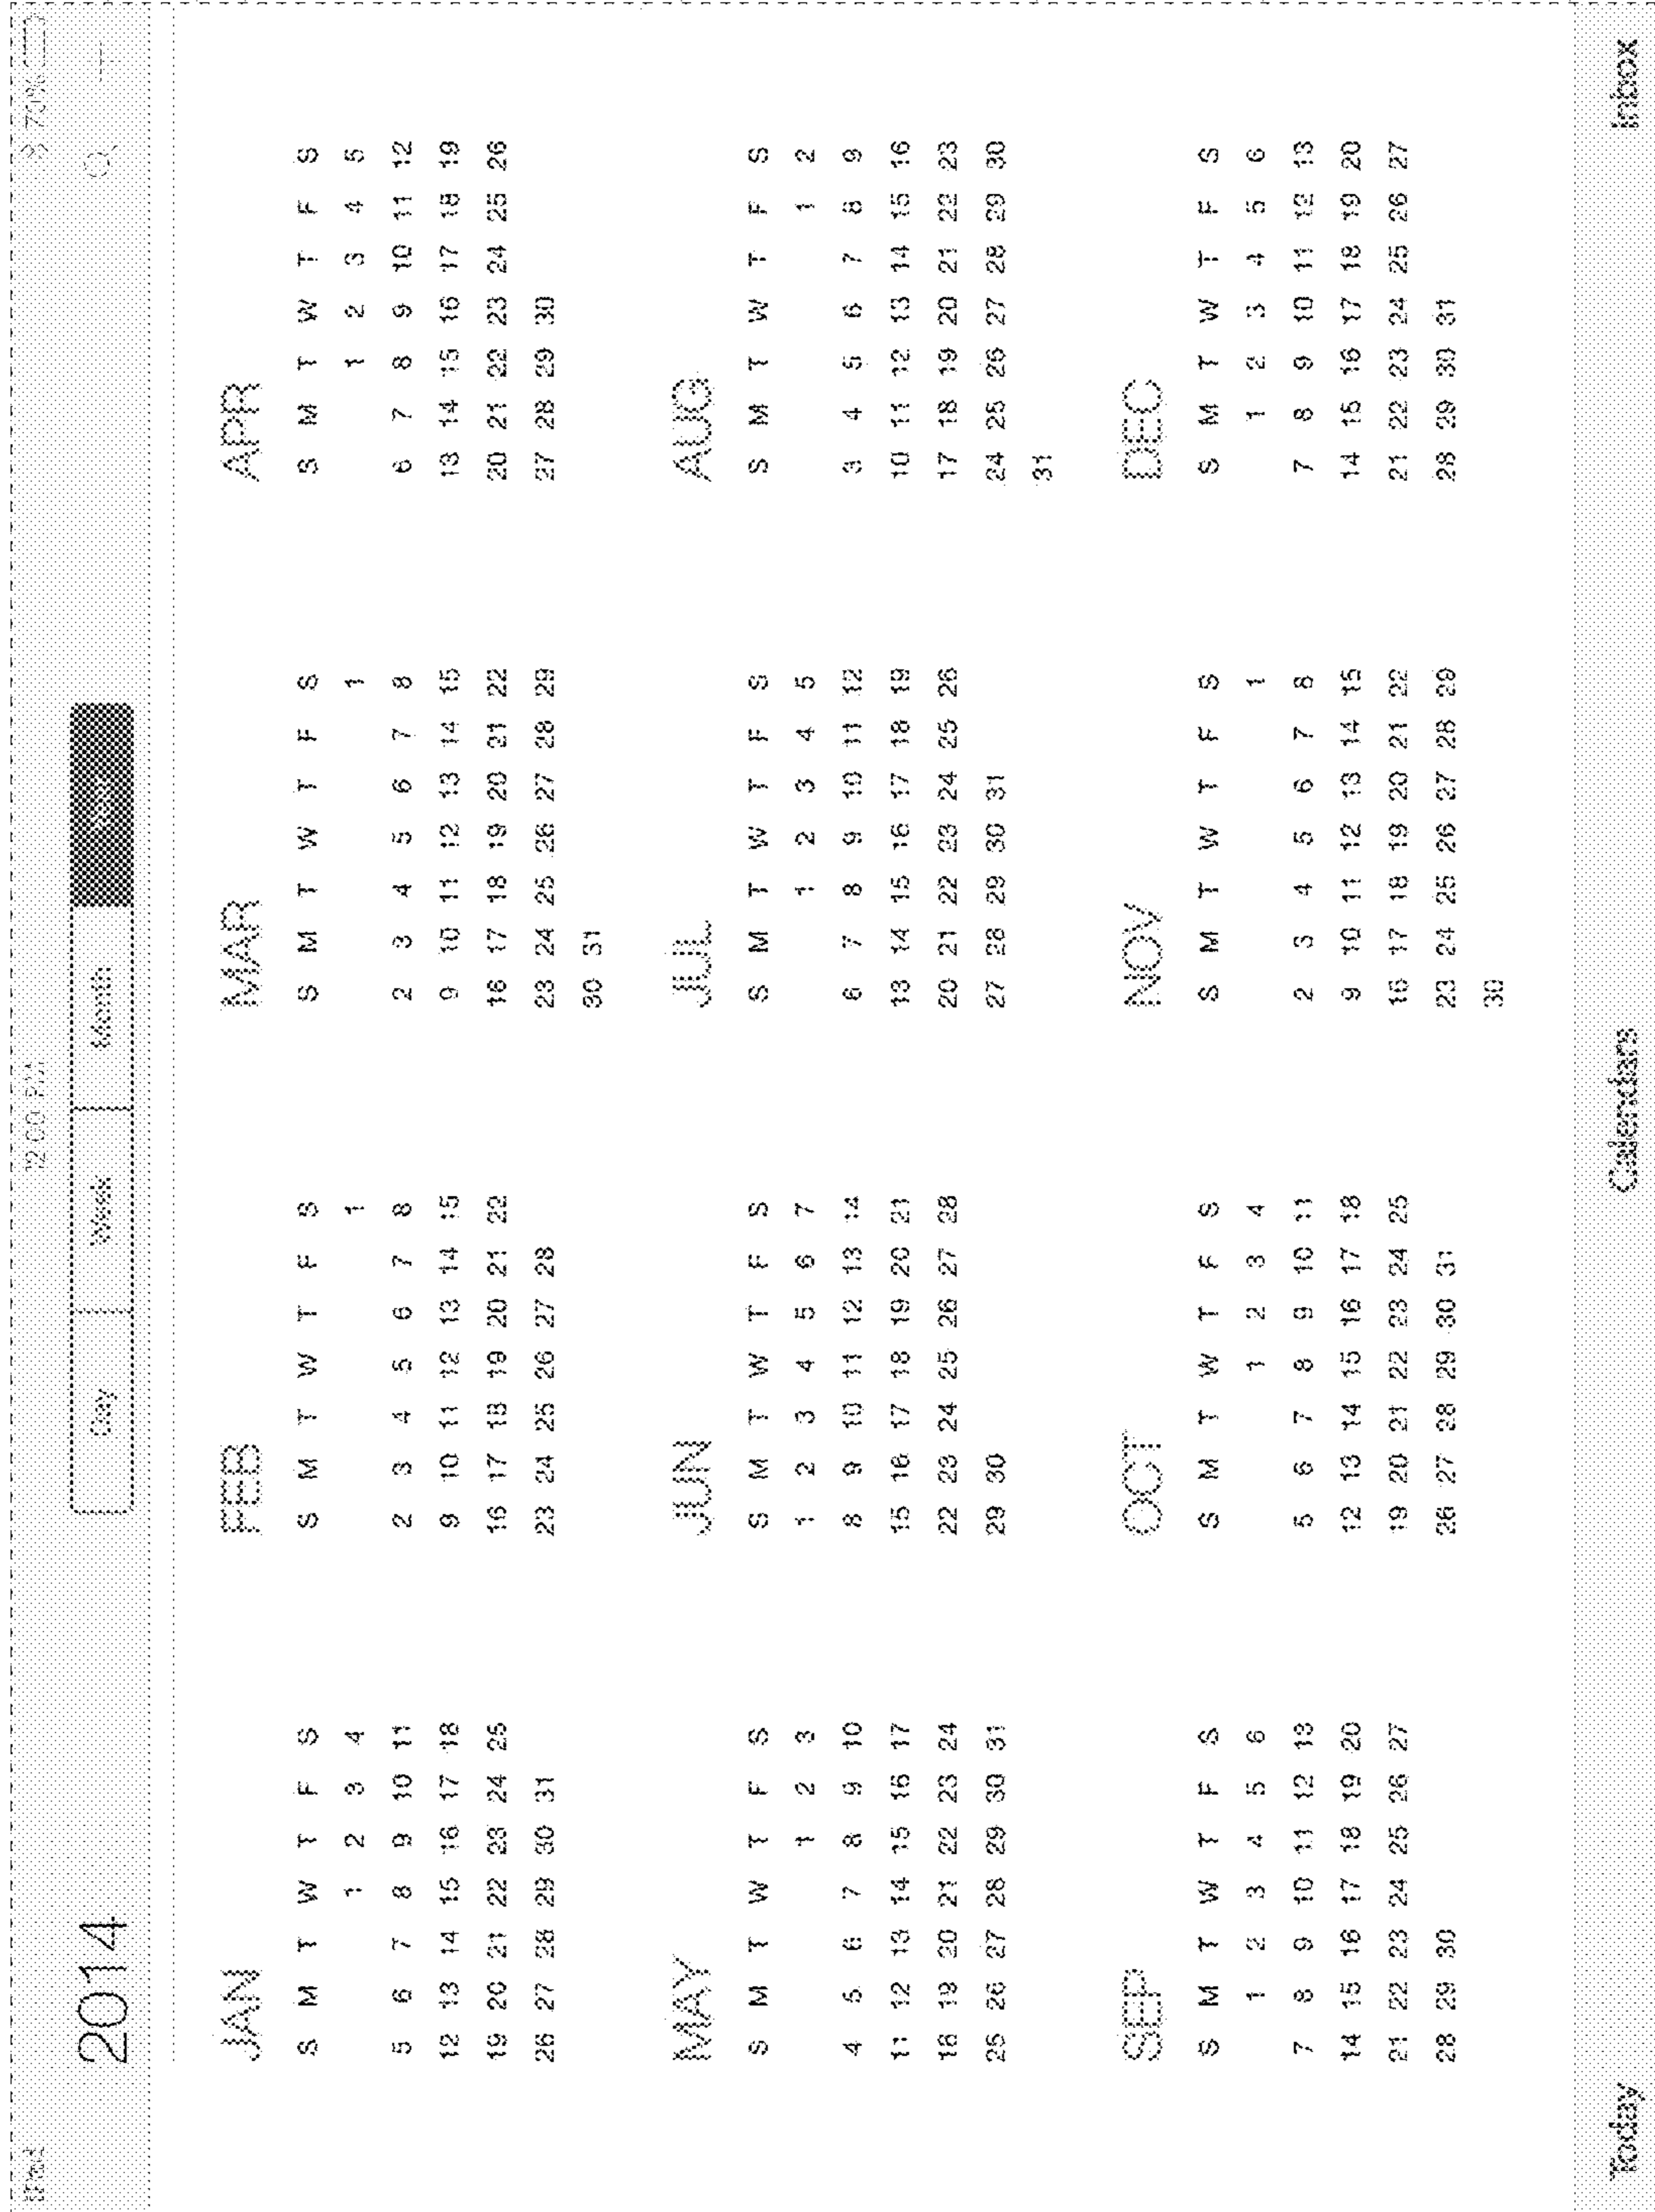 iPad 12:00 PM 70%
2014 Day Week Month
JAN FEB MAR APR
S M T W T F S S M T W T F S S M T W T F S S M T W T F S
1 2 3 4 1 1 1 2 3 4 5
5 6 7 8 9 10 11 2 3 4 5 6 7 8 2 3 4 5 6 7 8 6 7 8 9 10 11 12
12 13 14 15 16 17 18 9 10 11 12 13 14 15 9 10 11 12 13 14 15 13 14 15 16 17 18 19
19 20 21 22 23 24 25 16 17 18 19 20 21 22 16 17 18 19 20 21 22 20 21 22 23 24 25 26
26 27 28 29 30 31 23 24 25 26 27 28 23 24 25 26 27 28 29 27 28 29 30
30 31
MAY JUN JUL AUG
S M T W T F S S M T W T F S S M T W T F S S M T W T F S
1 2 3 1 2 3 4 5 6 7 1 2 3 4 5 1 2
4 5 6 7 8 9 10 8 9 10 11 12 13 14 6 7 8 9 10 11 12 3 4 5 6 7 8 9
11 12 13 14 15 16 17 15 16 17 18 19 20 21 13 14 15 16 17 18 19 10 11 12 13 14 15 16
18 19 20 21 22 23 24 22 23 24 25 26 27 28 20 21 22 23 24 25 26 17 18 19 20 21 22 23
25 26 27 28 29 30 31 29 30 27 28 29 30 31 24 25 26 27 28 29 30
31
SEP OCT NOV DEC
S M T W T F S S M T W T F S S M T W T F S S M T W T F S
1 2 3 4 5 6 1 2 3 4 1 1 2 3 4 5 6
7 8 9 10 11 12 13 5 6 7 8 9 10 11 2 3 4 5 6 7 8 7 8 9 10 11 12 13
14 15 16 17 18 19 20 12 13 14 15 16 17 18 9 10 11 12 13 14 15 14 15 16 17 18 19 20
21 22 23 24 25 26 27 19 20 21 22 23 24 25 16 17 18 19 20 21 22 21 22 23 24 25 26 27
28 29 30 26 27 28 29 30 31 23 24 25 26 27 28 29 28 29 30 31
30
Today Calendars Inbox